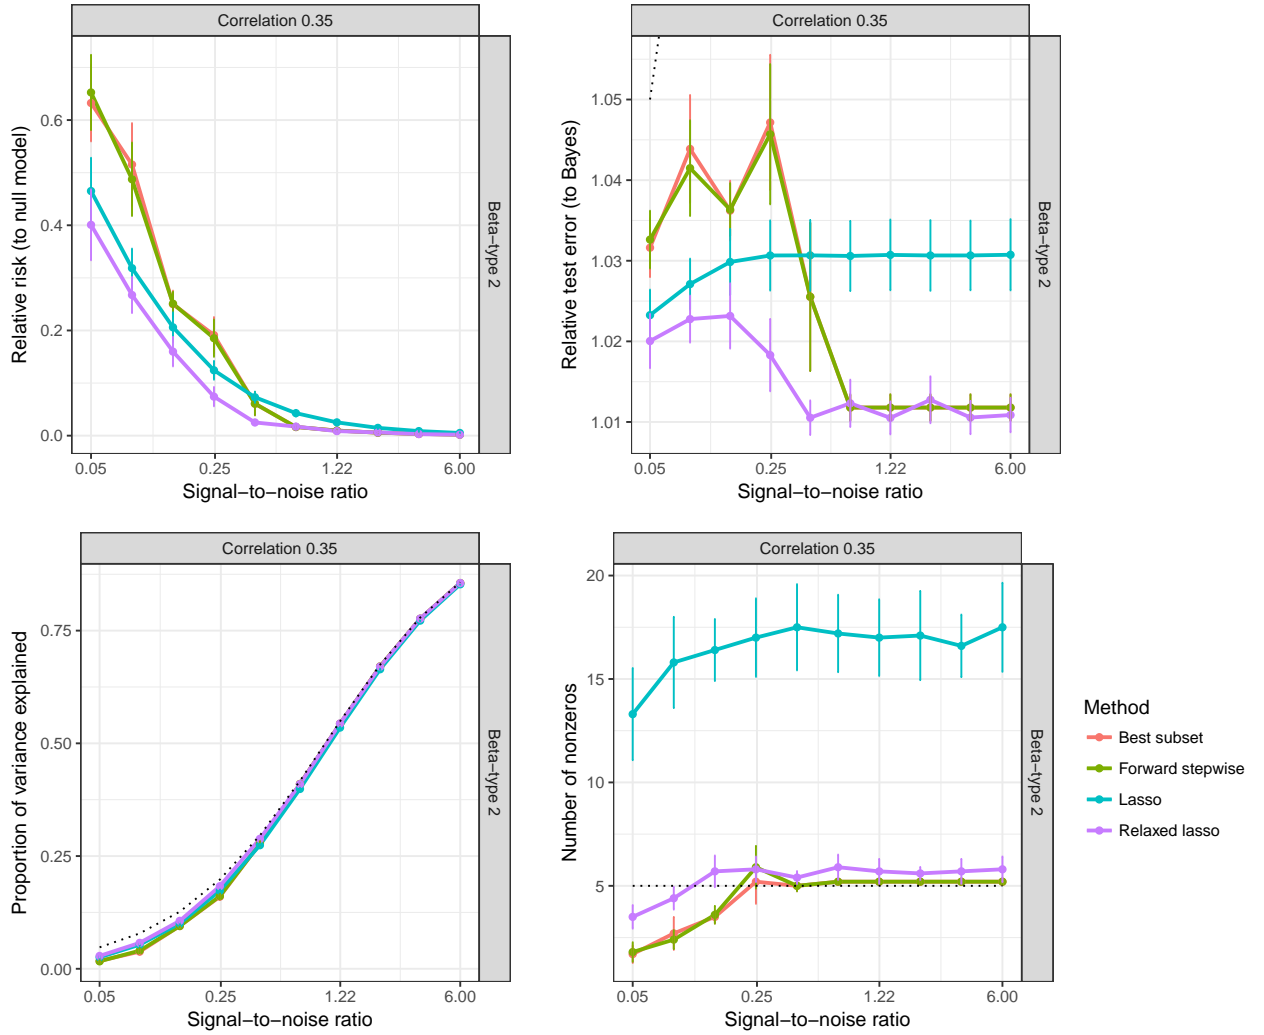 Correlation 0.35
Beta−type 2
Relative risk (to null model)
0.6
0.4
0.2
0.0
0.05
0.25
1.22
6.00
Signal−to−noise ratio
Correlation 0.35
Beta−type 2
Relative test error (to Bayes)
1.05
1.04
1.03
1.02
1.01
0.05
0.25
1.22
6.00
Signal−to−noise ratio
Correlation 0.35
Beta−type 2
Proportion of variance explained
0.75
0.50
0.25
0.00
0.05
0.25
1.22
6.00
Signal−to−noise ratio
Correlation 0.35
Beta−type 2
Number of nonzeros
20
15
10
5
0.05
0.25
1.22
6.00
Signal−to−noise ratio
Method
Best subset
Forward stepwise
Lasso
Relaxed lasso